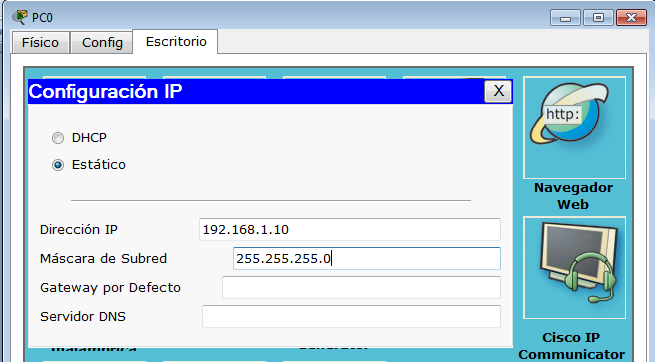 PC0
Físico Config Escritorio
Configuración IP X
DHCP
Estático
Dirección IP 192.168.1.10
Máscara de Subred 255.255.255.0
Gateway por Defecto
Servidor DNS
http:
Navegador
Web
Cisco IP
Communicator